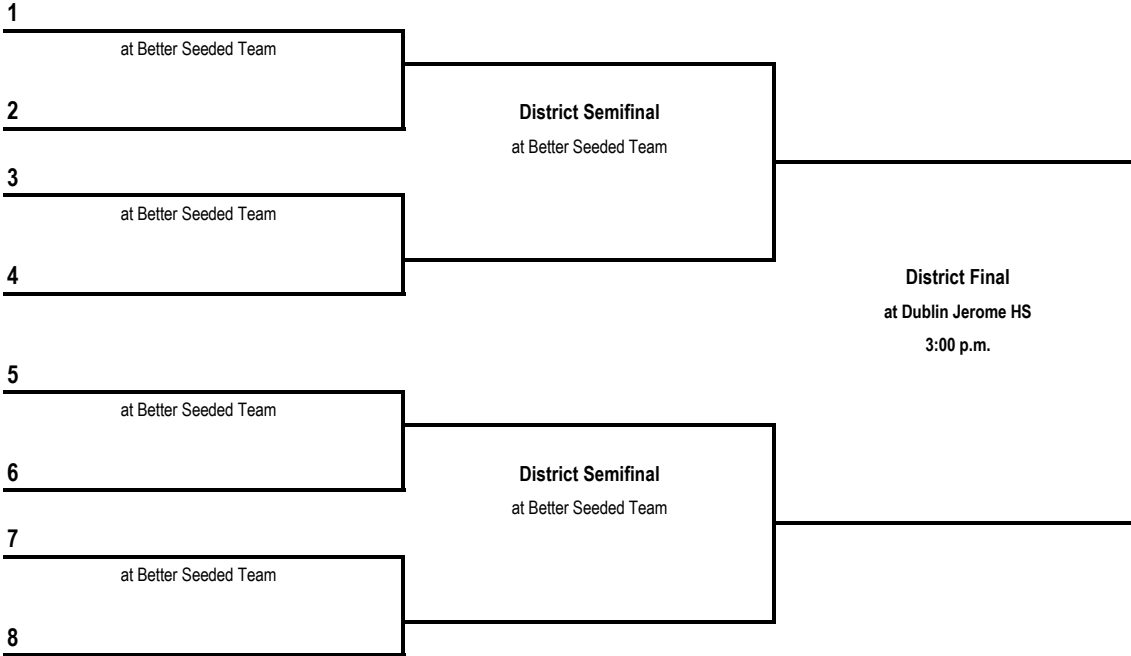 1
at Better Seeded Team
2
District Semifinal
at Better Seeded Team
3
at Better Seeded Team
4
District Final
at Dublin Jerome HS
3:00 p.m.
5
at Better Seeded Team
6
District Semifinal
at Better Seeded Team
7
at Better Seeded Team
8